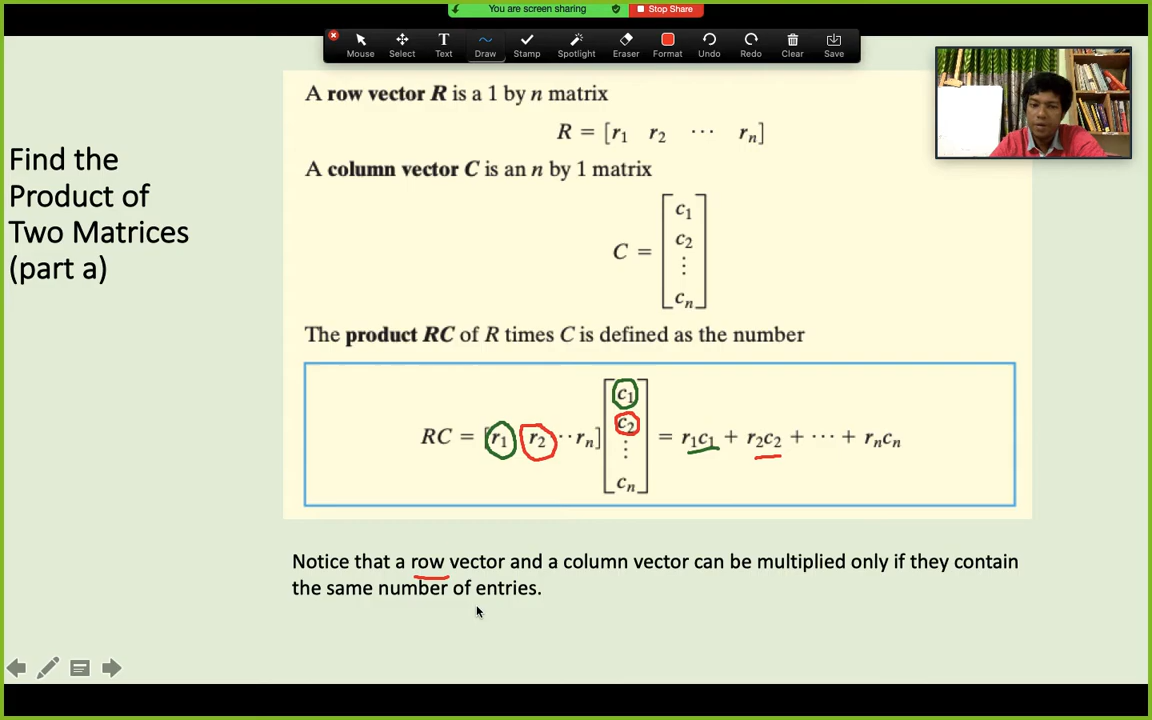 You are screen sharing
Stop Share
Mouse
Select
Text
Draw
Stamp
Spotlight
Eraser
Format
Undo
Redo
Clear
Save
Find the
Product of
Two Matrices
(part a)
A row vector R is a 1 by n matrix
R = [r₁ r₂ ⋯ rₙ]
A column vector C is an n by 1 matrix
C = [c₁ c₂ ⋮ cₙ]
The product RC of R times C is defined as the number
RC = [r₁ r₂ ⋯ rₙ] [c₁ c₂ ⋮ cₙ] = r₁c₁ + r₂c₂ + ⋯ + rₙcₙ
Notice that a row vector and a column vector can be multiplied only if they contain
the same number of entries.